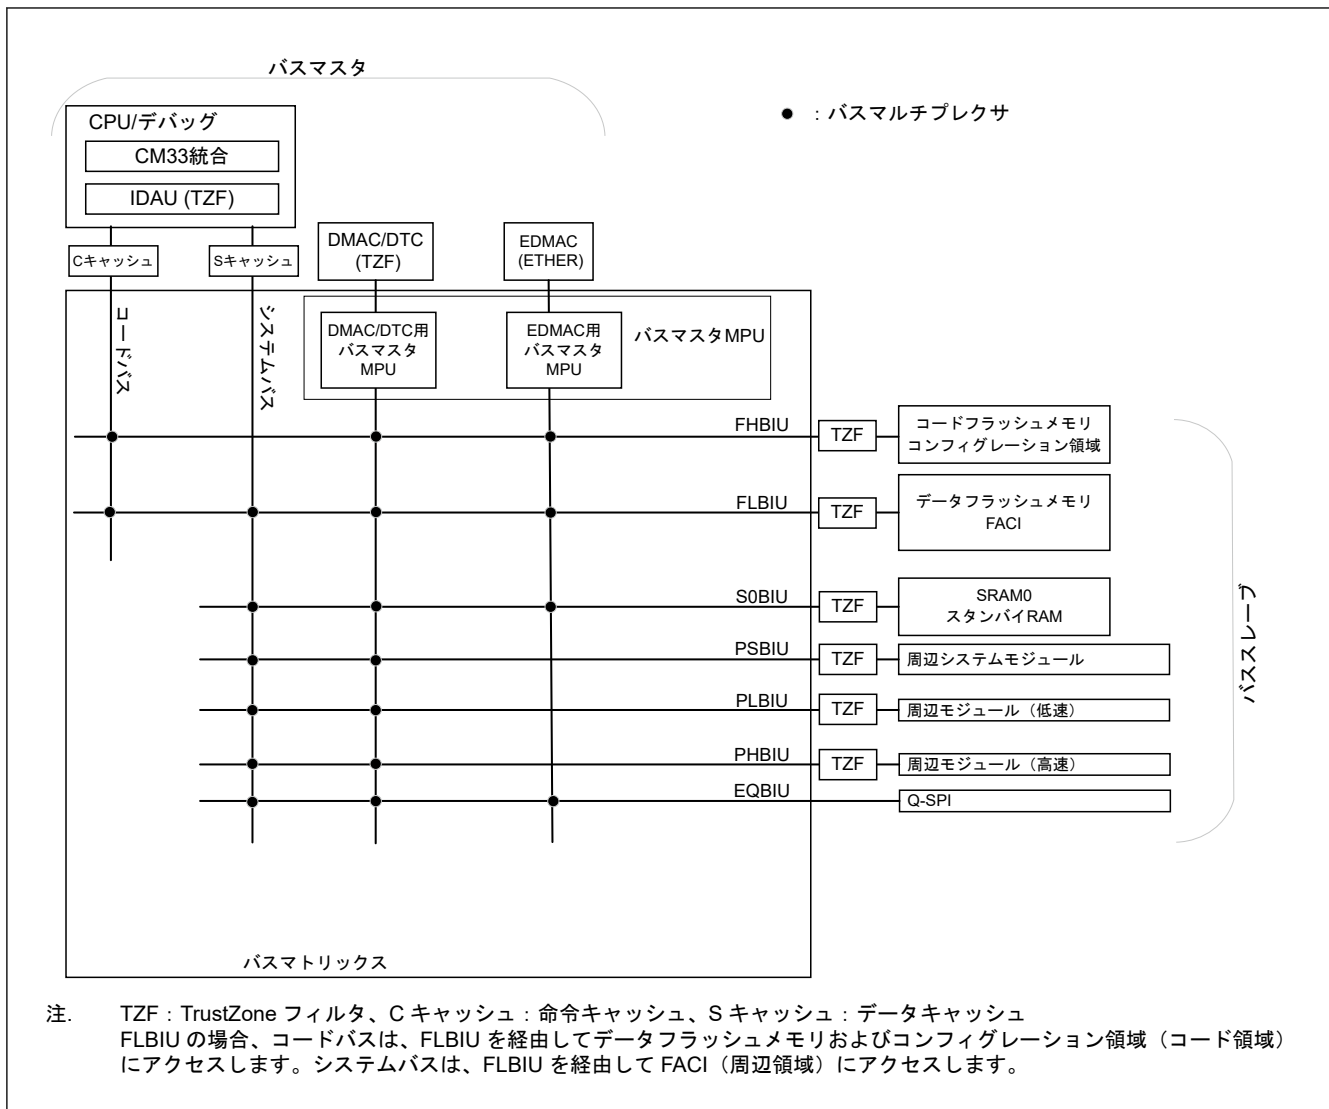 バスマスタ
● ：バスマルチプレクサ
CPU/デバッグ
CM33統合
IDAU (TZF)
Cキャッシュ
Sキャッシュ
DMAC/DTC
(TZF)
EDMAC
(ETHER)
コードバス
システムバス
DMAC/DTC用
バスマスタ
MPU
EDMAC用
バスマスタ
MPU
バスマスタMPU
FHBIU
TZF
コードフラッシュメモリ
コンフィグレーション領域
FLBIU
TZF
データフラッシュメモリ
FACI
S0BIU
TZF
SRAM0
スタンバイRAM
PSBIU
TZF
周辺システムモジュール
PLBIU
TZF
周辺モジュール（低速）
PHBIU
TZF
周辺モジュール（高速）
EQBIU
Q-SPI
バススレーブ
バスマトリックス
注. TZF：TrustZone フィルタ、C キャッシュ：命令キャッシュ、S キャッシュ：データキャッシュ
FLBIU の場合、コードバスは、FLBIU を経由してデータフラッシュメモリおよびコンフィグレーション領域（コード領域）
にアクセスします。システムバスは、FLBIU を経由して FACI（周辺領域）にアクセスします。